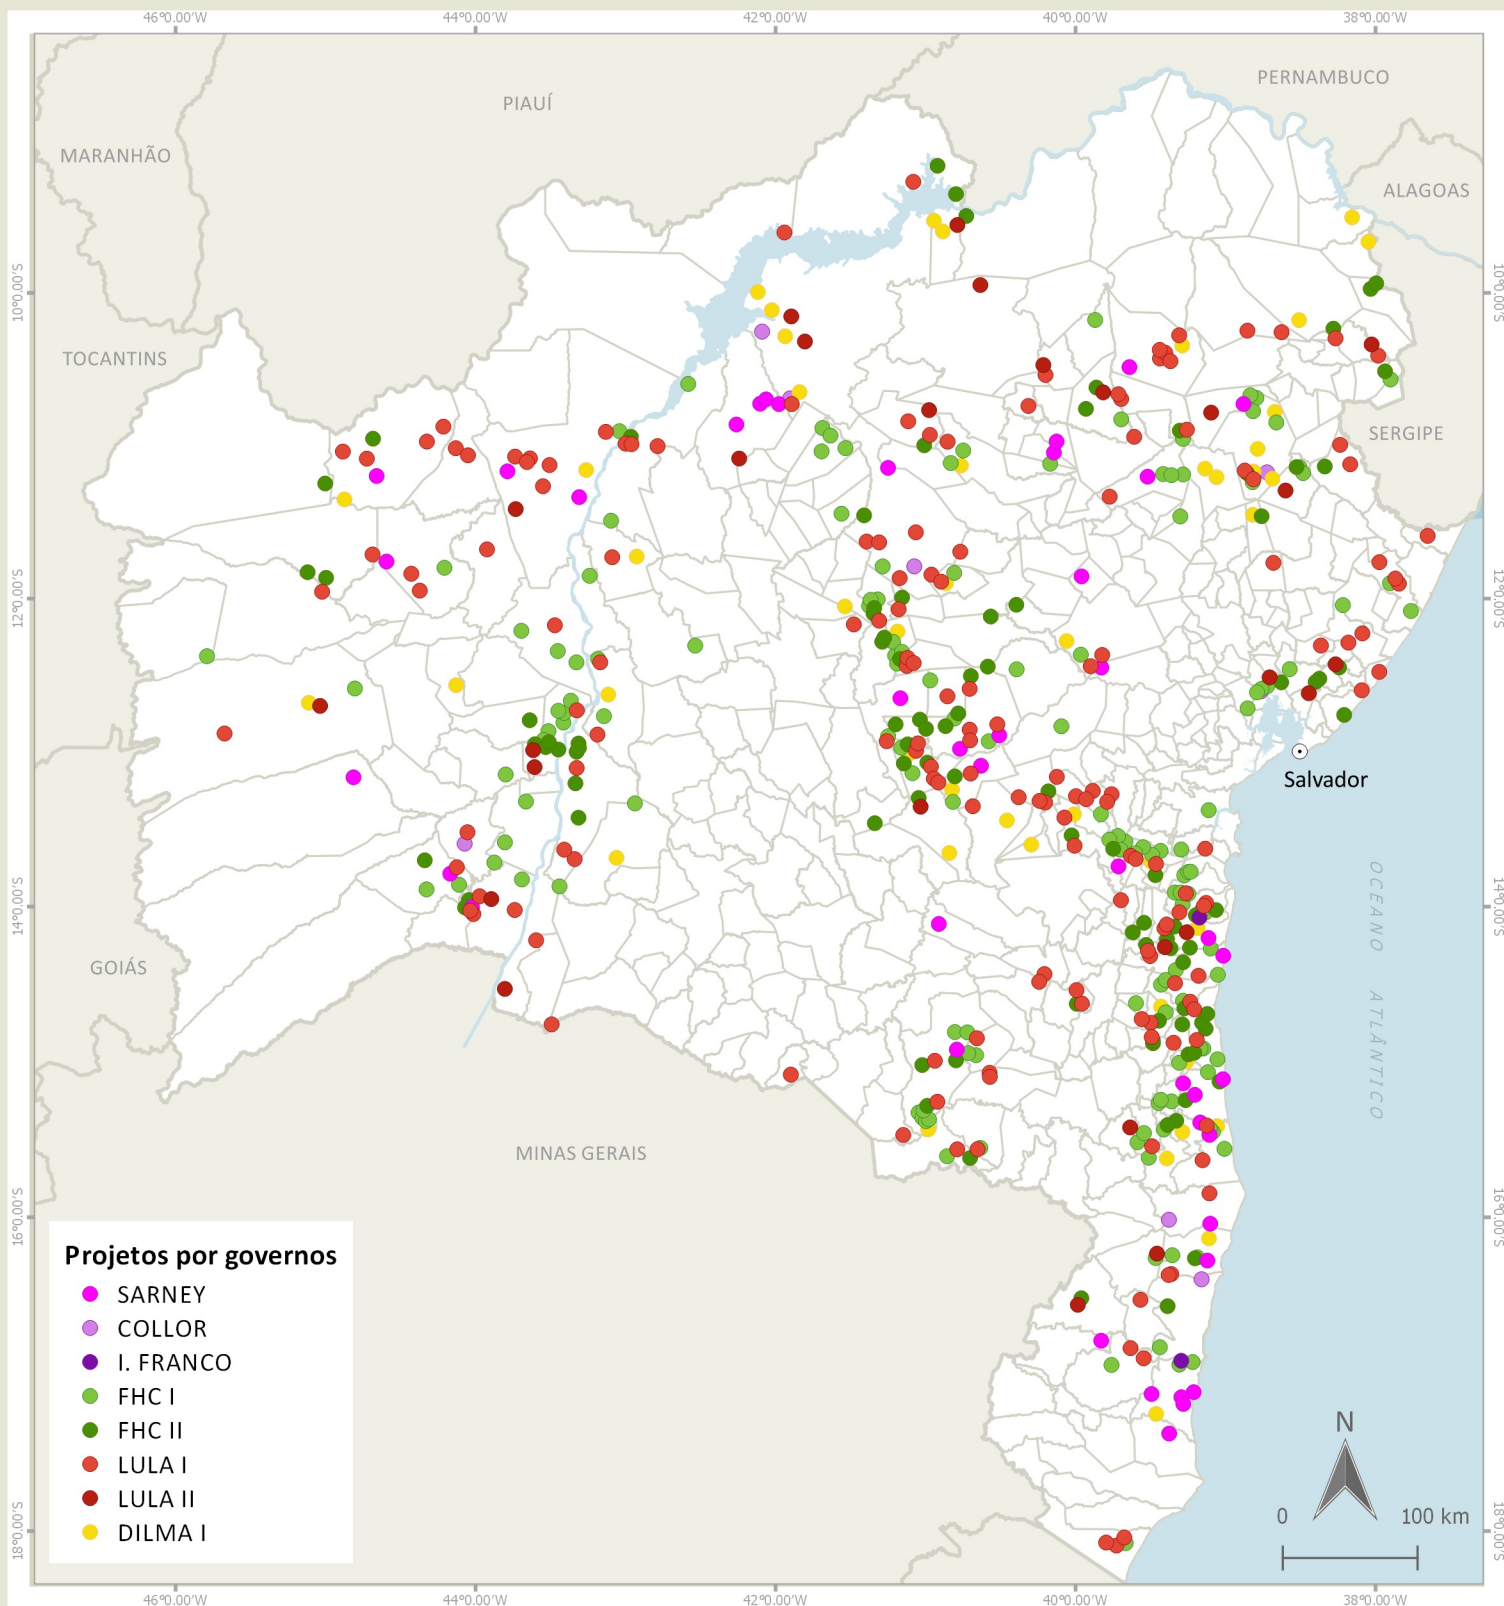 46°0.00'W 44°0.00'W 42°0.00'W 40°0.00'W 38°0.00'W
PERNAMBUCO
PIAUÍ
MARANHÃO
ALAGOAS
10°0.00'S 10°0.00'S
TOCANTINS
SERGIPE
12°0.00'S 12°0.00'S
Salvador
14°0.00'S 14°0.00'S
OCEANO ATLÂNTICO
GOIÁS
MINAS GERAIS
16°0.00'S 16°0.00'S
Projetos por governos
SARNEY
COLLOR
I. FRANCO
FHC I
FHC II
LULA I
LULA II
DILMA I
N
0 100 km
18°0.00'S 18°0.00'S
46°0.00'W 44°0.00'W 42°0.00'W 40°0.00'W 38°0.00'W